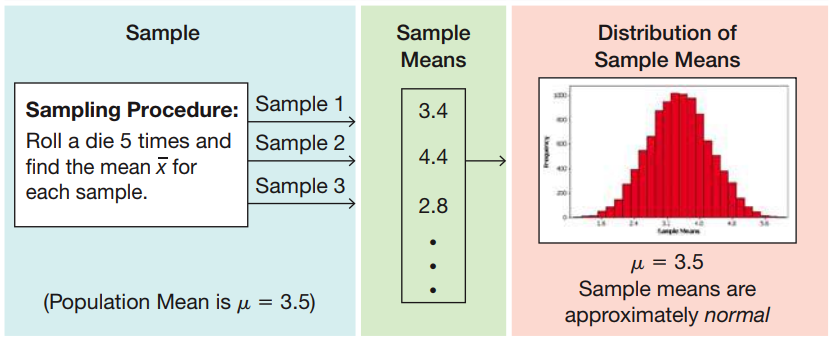 Sample
Sampling Procedure:
Roll a die 5 times and
find the mean x̄ for
each sample.
Sample 1
Sample 2
Sample 3
(Population Mean is μ = 3.5)
Sample
Means
3.4
4.4
2.8
Distribution of
Sample Means
Frequency
1000
800
600
400
200
0
1.6
2.4
3.2
4.0
4.8
5.6
Sample Means
μ = 3.5
Sample means are
approximately normal